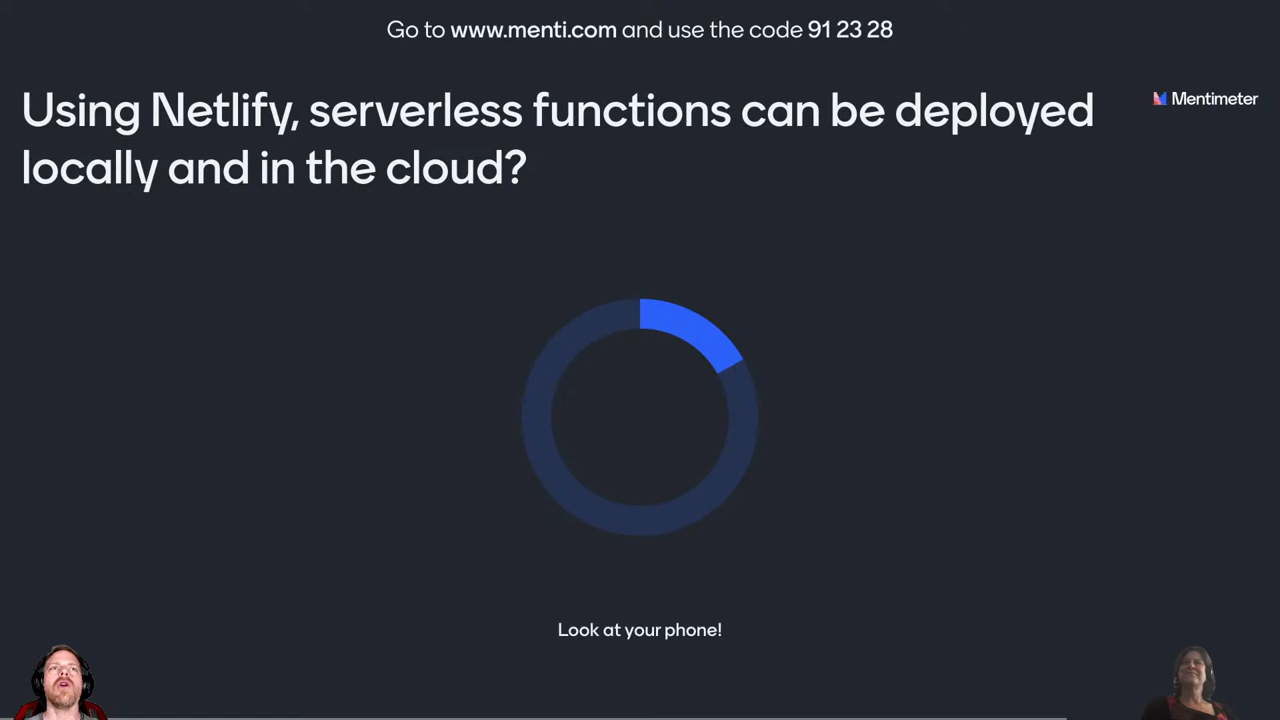 Go to www.menti.com and use the code 91 23 28
Using Netlify, serverless functions can be deployed
locally and in the cloud?
Mentimeter
Look at your phone!